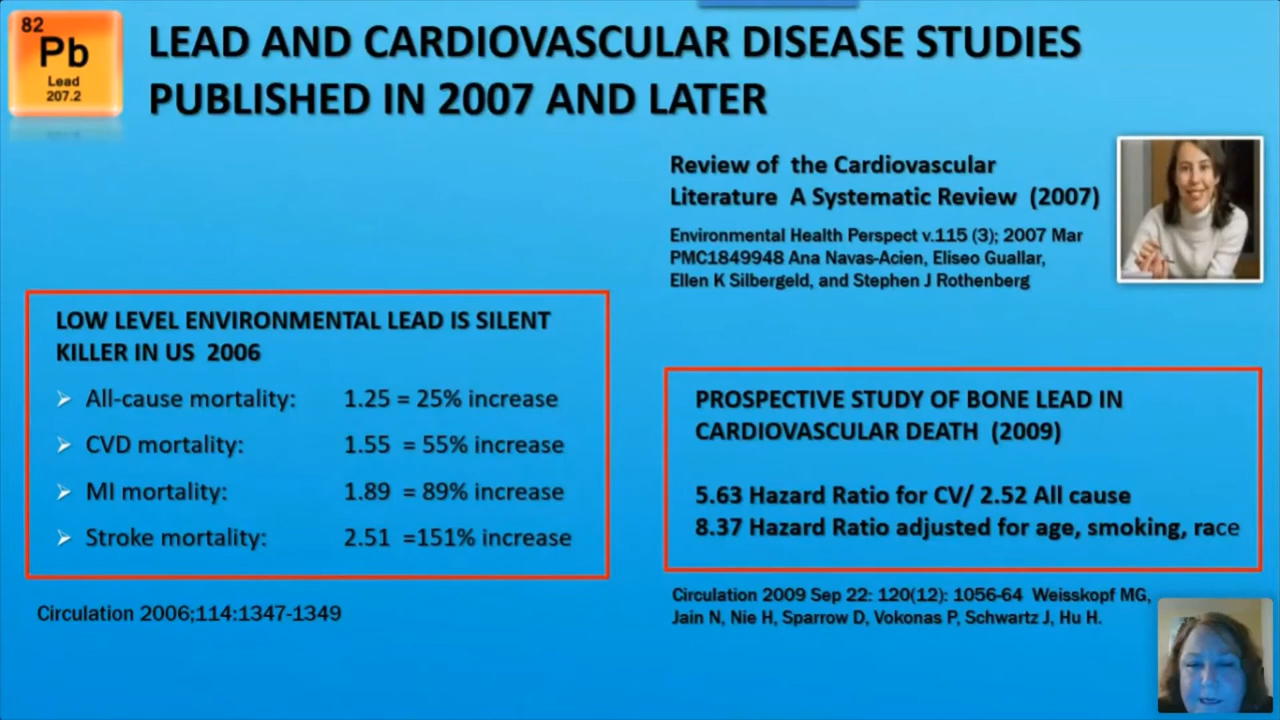 82
Pb
Lead
207.2
LEAD AND CARDIOVASCULAR DISEASE STUDIES
PUBLISHED IN 2007 AND LATER
Review of the Cardiovascular
Literature A Systematic Review (2007)
Environmental Health Perspect v.115 (3); 2007 Mar
PMC1849948 Ana Navas-Acien, Eliseo Guallar,
Ellen K Silbergeld, and Stephen J Rothenberg
LOW LEVEL ENVIRONMENTAL LEAD IS SILENT
KILLER IN US 2006
All-cause mortality: 1.25 = 25% increase
CVD mortality: 1.55 = 55% increase
MI mortality: 1.89 = 89% increase
Stroke mortality: 2.51 =151% increase
Circulation 2006;114:1347-1349
PROSPECTIVE STUDY OF BONE LEAD IN
CARDIOVASCULAR DEATH (2009)
5.63 Hazard Ratio for CV/ 2.52 All cause
8.37 Hazard Ratio adjusted for age, smoking, race
Circulation 2009 Sep 22: 120(12): 1056-64 Weisskopf MG,
Jain N, Nie H, Sparrow D, Vokonas P, Schwartz J, Hu H.